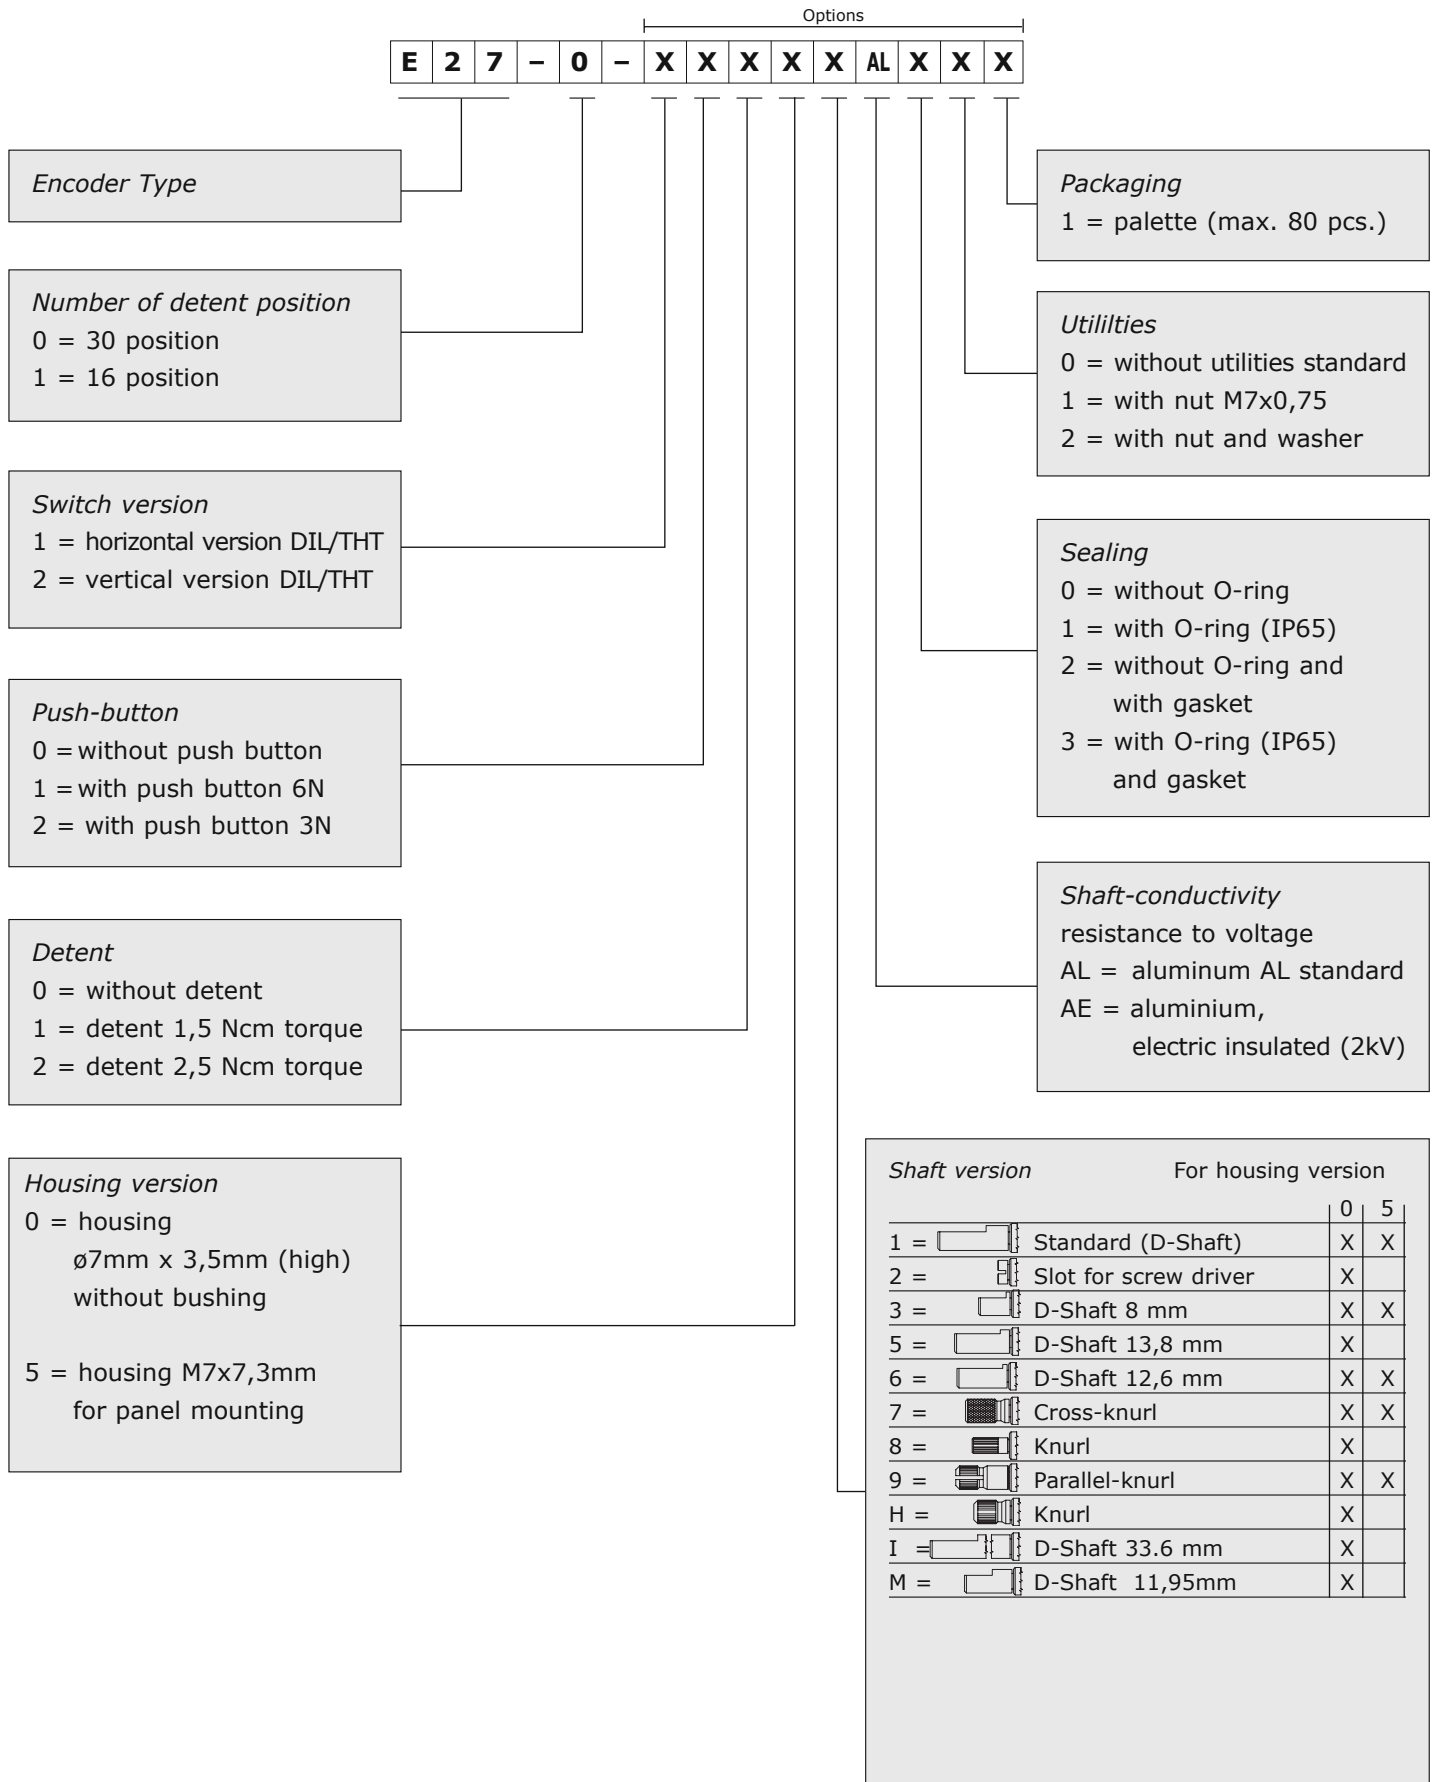 Options
E 2 7 – 0 – X X X X X AL X X X
Encoder Type
Number of detent position
0 = 30 position
1 = 16 position
Switch version
1 = horizontal version DIL/THT
2 = vertical version DIL/THT
Push-button
0 = without push button
1 = with push button 6N
2 = with push button 3N
Detent
0 = without detent
1 = detent 1,5 Ncm torque
2 = detent 2,5 Ncm torque
Housing version
0 = housing
ø7mm x 3,5mm (high)
without bushing
5 = housing M7x7,3mm
for panel mounting
Packaging
1 = palette (max. 80 pcs.)
Utililties
0 = without utilities standard
1 = with nut M7x0,75
2 = with nut and washer
Sealing
0 = without O-ring
1 = with O-ring (IP65)
2 = without O-ring and
with gasket
3 = with O-ring (IP65)
and gasket
Shaft-conductivity
resistance to voltage
AL = aluminum AL standard
AE = aluminium,
electric insulated (2kV)
Shaft version For housing version
0 5
1 = Standard (D-Shaft) X X
2 = Slot for screw driver X
3 = D-Shaft 8 mm X X
5 = D-Shaft 13,8 mm X
6 = D-Shaft 12,6 mm X X
7 = Cross-knurl X X
8 = Knurl X
9 = Parallel-knurl X X
H = Knurl X
I = D-Shaft 33.6 mm X
M = D-Shaft 11,95mm X